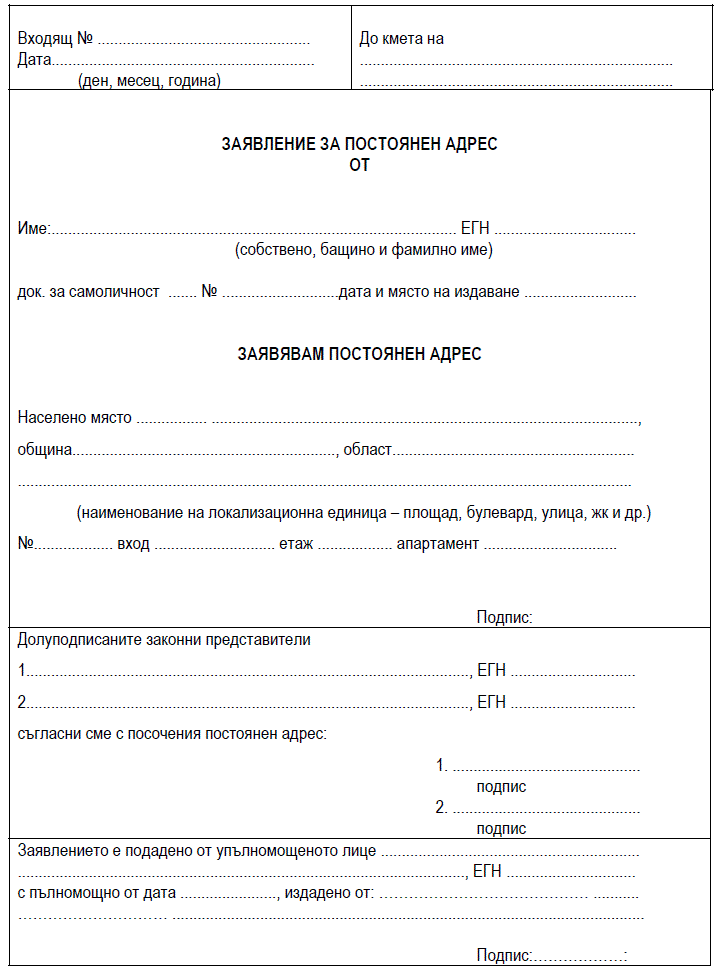 Входящ № ...................................................
Дата...............................................................
(ден, месец, година)
До кмета на
...........................................................................
...........................................................................
ЗАЯВЛЕНИЕ ЗА ПОСТОЯНЕН АДРЕС
ОТ
Име:................................................................................................. ЕГН ..................................
(собствено, бащино и фамилно име)
док. за самоличност ....... № ............................дата и място на издаване ...........................
ЗАЯВЯВАМ ПОСТОЯНЕН АДРЕС
Населено място ................. ......................................................................................................,
община..............................................................., област..........................................................
...................................................................................................................................................
(наименование на локализационна единица – площад, булевард, улица, жк и др.)
№................... вход ............................. етаж .................. апартамент ................................
Подпис:
Долуподписаните законни представители
1.........................................................................................................., ЕГН ..............................
2.........................................................................................................., ЕГН ..............................
съгласни сме с посочения постоянен адрес:
1. .............................................
подпис
2. .............................................
подпис
Заявлението е подадено от упълномощеното лице ..............................................................
..........................................................................................................., ЕГН ...............................
с пълномощно от дата ......................., издадено от: …………………………………… ...........
………………………… .................................................................................................................
Подпис:…………………: